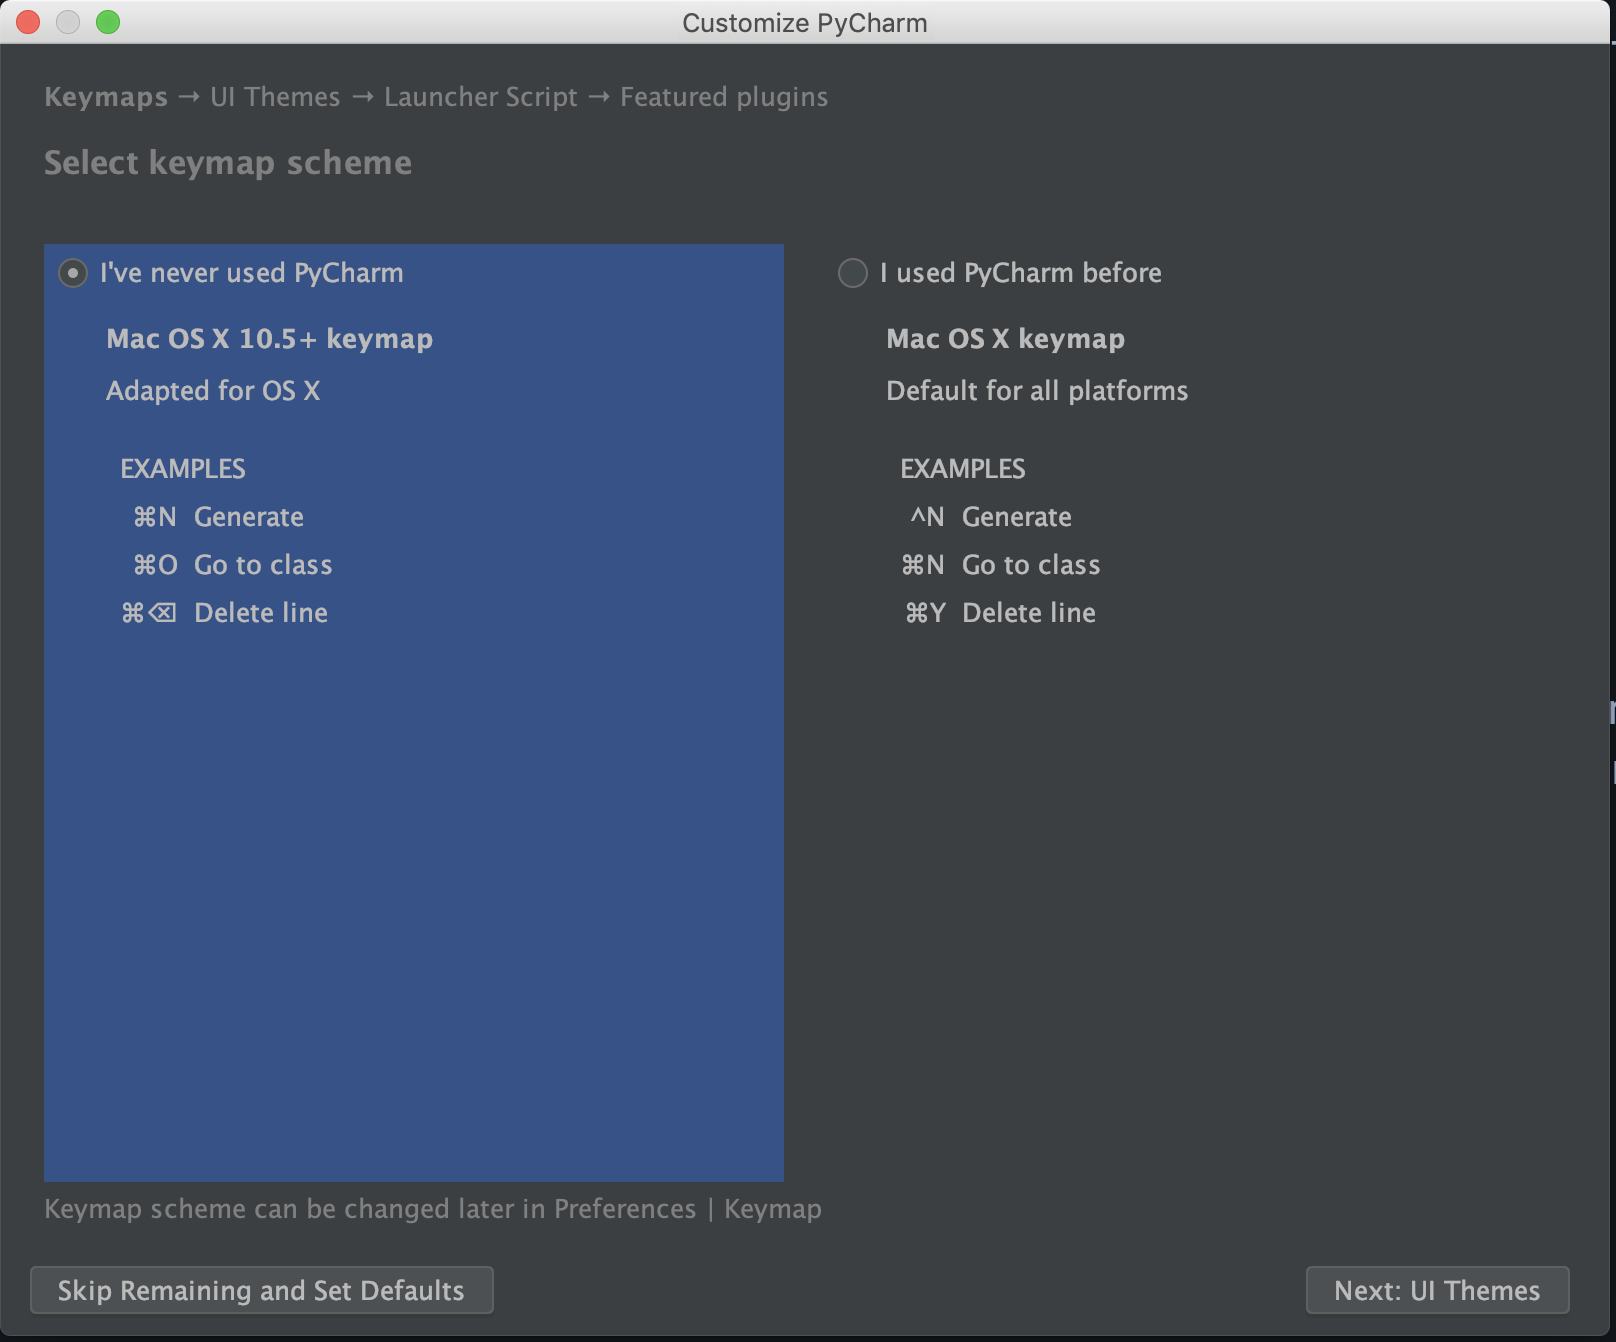 Customize PyCharm
Keymaps → UI Themes → Launcher Script → Featured plugins
Select keymap scheme
I've never used PyCharm
Mac OS X 10.5+ keymap
Adapted for OS X
EXAMPLES
⌘N Generate
⌘O Go to class
⌘⌫ Delete line
I used PyCharm before
Mac OS X keymap
Default for all platforms
EXAMPLES
^N Generate
⌘N Go to class
⌘Y Delete line
Keymap scheme can be changed later in Preferences | Keymap
Skip Remaining and Set Defaults
Next: UI Themes